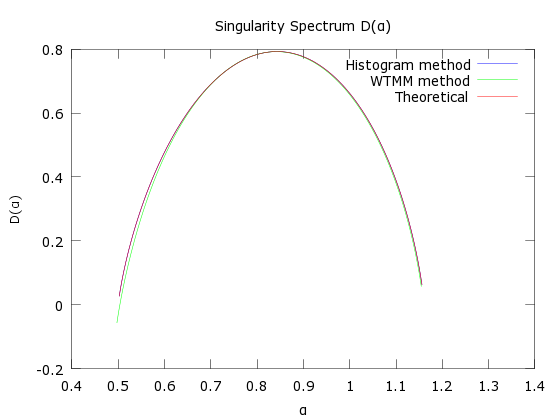 Singularity Spectrum D(α)
0.8
0.6
0.4
0.2
0
-0.2
D(α)
Histogram method
WTMM method
Theoretical
0.4 0.5 0.6 0.7 0.8 0.9 1 1.1 1.2 1.3 1.4
α